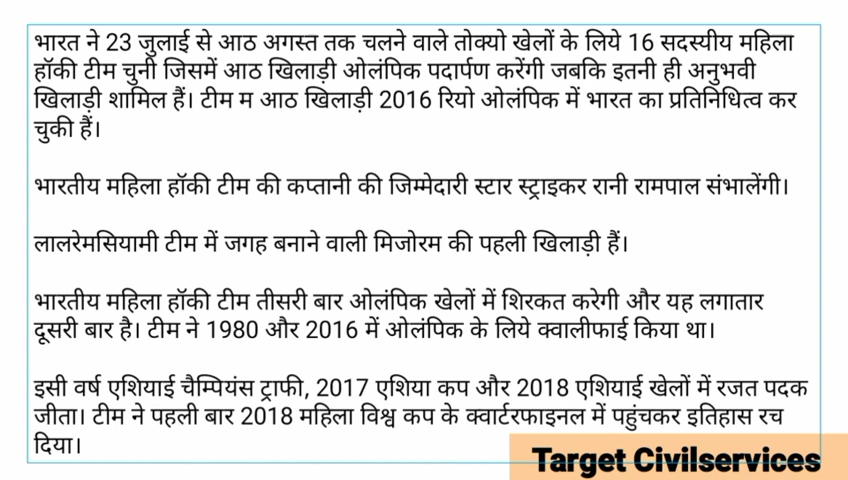 भारत ने 23 जुलाई से आठ अगस्त तक चलने वाले तोक्यो खेलों के लिये 16 सदस्यीय महिला
हॉकी टीम चुनी जिसमें आठ खिलाड़ी ओलंपिक पदार्पण करेंगी जबकि इतनी ही अनुभवी
खिलाड़ी शामिल हैं। टीम म आठ खिलाड़ी 2016 रियो ओलंपिक में भारत का प्रतिनिधित्व कर
चुकी हैं।
भारतीय महिला हॉकी टीम की कप्तानी की जिम्मेदारी स्टार स्ट्राइकर रानी रामपाल संभालेंगी।
लालरेमसियामी टीम में जगह बनाने वाली मिजोरम की पहली खिलाड़ी हैं।
भारतीय महिला हॉकी टीम तीसरी बार ओलंपिक खेलों में शिरकत करेगी और यह लगातार
दूसरी बार है। टीम ने 1980 और 2016 में ओलंपिक के लिये क्वालीफाई किया था।
इसी वर्ष एशियाई चैम्पियंस ट्राफी, 2017 एशिया कप और 2018 एशियाई खेलों में रजत पदक
जीता। टीम ने पहली बार 2018 महिला विश्व कप के क्वार्टरफाइनल में पहुंचकर इतिहास रच
दिया।
Target Civilservices